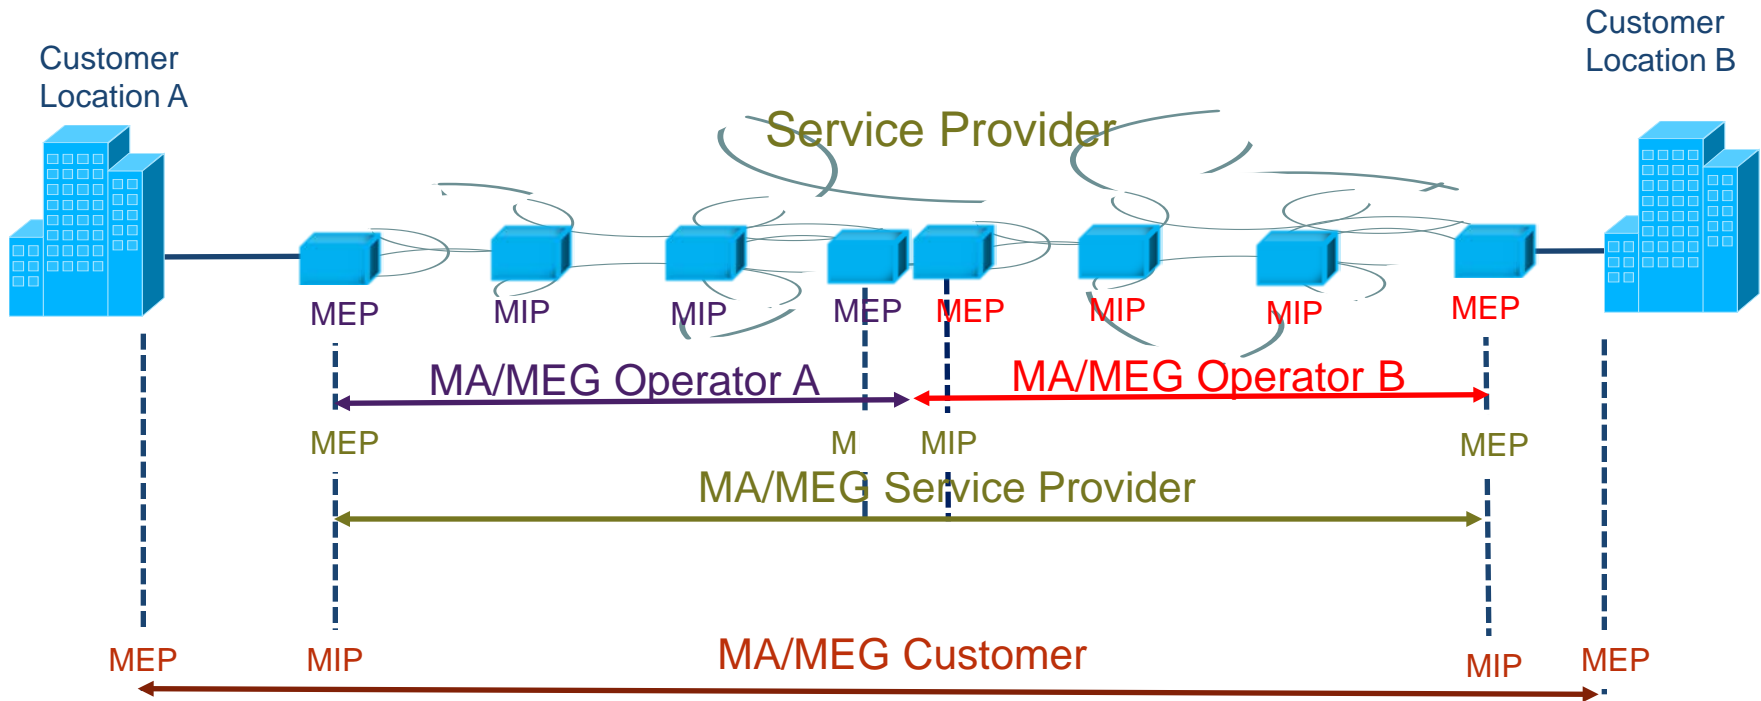 Customer
Location A
Customer
Location B
Service Provider
MEP MIP MIP MEP MEP MIP MIP MEP
MA/MEG Operator A MA/MEG Operator B
MEP M MIP MEP
MA/MEG Service Provider
MEP MIP MA/MEG Customer MIP MEP